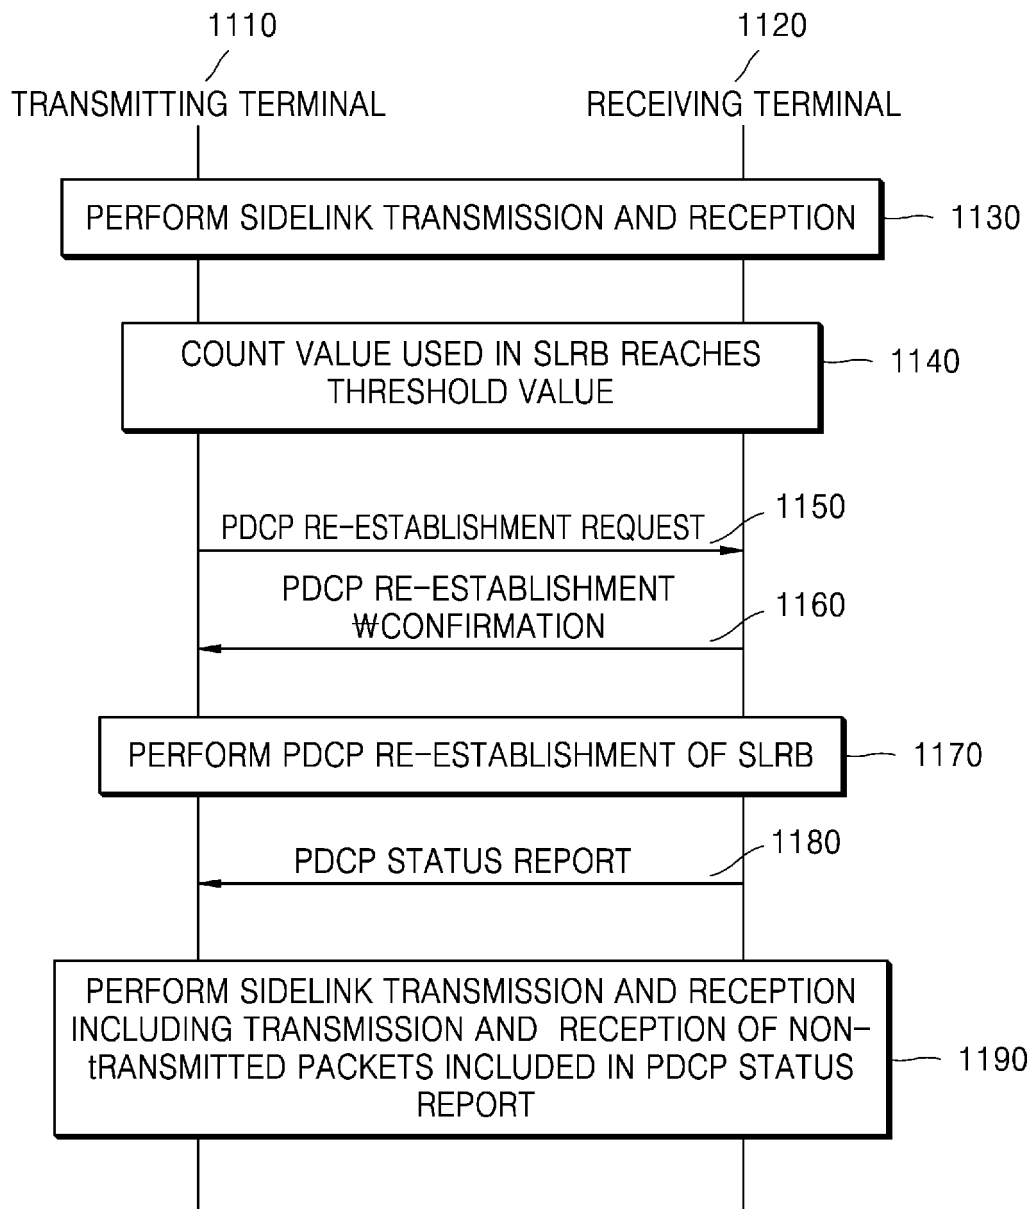 1110
1120
TRANSMITTING TERMINAL
RECEIVING TERMINAL
PERFORM SIDELINK TRANSMISSION AND RECEPTION
1130
COUNT VALUE USED IN SLRB REACHES
THRESHOLD VALUE
1140
1150
PDCP RE-ESTABLISHMENT REQUEST
PDCP RE-ESTABLISHMENT
₩CONFIRMATION
1160
PERFORM PDCP RE-ESTABLISHMENT OF SLRB
1170
1180
PDCP STATUS REPORT
PERFORM SIDELINK TRANSMISSION AND RECEPTION
INCLUDING TRANSMISSION AND RECEPTION OF NON-
tRANSMITTED PACKETS INCLUDED IN PDCP STATUS
REPORT
1190